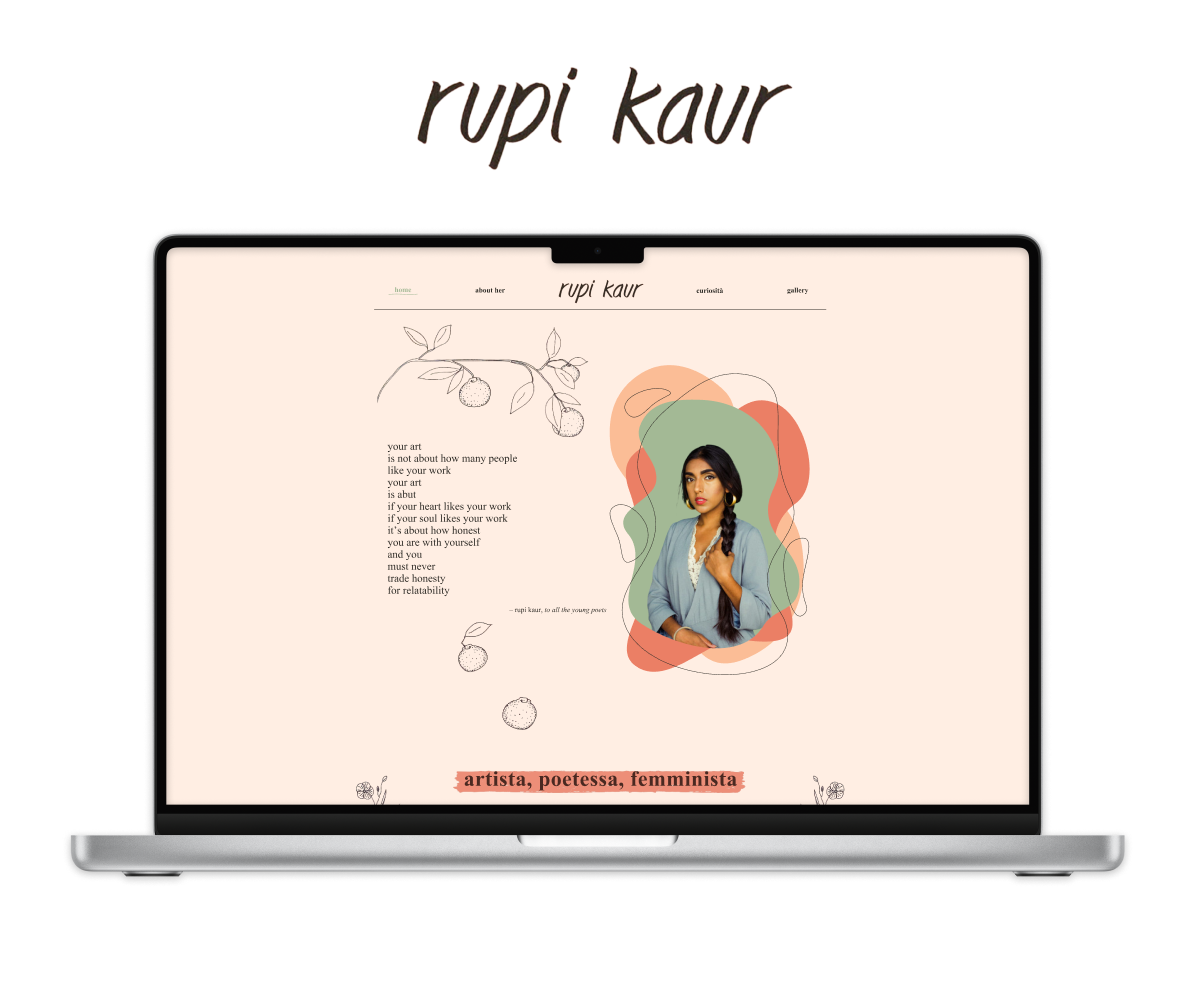 rupi kaur
home about her rupi kaur curiosità gallery
your art
is not about how many people
like your work
your art
is abut
if your heart likes your work
if your soul likes your work
it's about how honest
you are with yourself
and you
must never
trade honesty
for relatability
– rupi kaur, to all the young poets
artista, poetessa, femminista